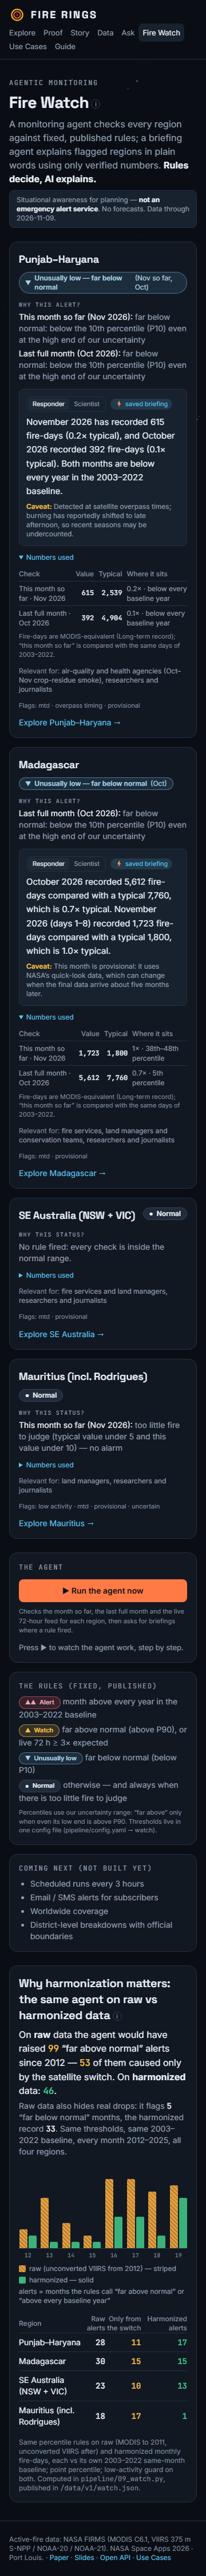 FIRE RINGS
Explore Proof Story Data Ask Fire Watch
Use Cases Guide
AGENTIC MONITORING
Fire Watch ⓘ
A monitoring agent checks every region
against fixed, published rules; a briefing
agent explains flagged regions in plain
words using only verified numbers. Rules
decide, AI explains.
Situational awareness for planning — not an
emergency alert service. No forecasts. Data through
2026-11-09.
Punjab–Haryana
▼ Unusually low — far below normal (Nov so far, Oct)
WHY THIS ALERT?
This month so far (Nov 2026): far below
normal: below the 10th percentile (P10) even
at the high end of our uncertainty
Last full month (Oct 2026): far below
normal: below the 10th percentile (P10) even
at the high end of our uncertainty
Responder Scientist saved briefing
November 2026 has recorded 615
fire-days (0.2× typical), and October
2026 recorded 392 fire-days (0.1×
typical). Both months are below
every year in the 2003–2022
baseline.
Caveat: Detected at satellite overpass times;
burning has reportedly shifted to late
afternoon, so recent seasons may be
undercounted.
▼ Numbers used
Check Value Typical Where it sits
This month so far · Nov 2026 615 2,539 0.2× · below every baseline year
Last full month · Oct 2026 392 4,904 0.1× · below every baseline year
Fire-days are MODIS-equivalent (Long-term record);
“this month so far” is compared with the same days of
2003–2022.
Relevant for: air-quality and health agencies (Oct–
Nov crop-residue smoke), researchers and
journalists
Flags: mtd · overpass timing · provisional
Explore Punjab–Haryana →
Madagascar
▼ Unusually low — far below normal (Oct)
WHY THIS ALERT?
Last full month (Oct 2026): far below
normal: below the 10th percentile (P10) even
at the high end of our uncertainty
Responder Scientist saved briefing
October 2026 recorded 5,612 fire-
days compared with a typical 7,760,
which is 0.7× typical. November
2026 (days 1–8) recorded 1,723 fire-
days compared with a typical 1,800,
which is 1.0× typical.
Caveat: This month is provisional: it uses
NASA’s quick-look data, which can change
when the final data arrive about five months
later.
▼ Numbers used
Check Value Typical Where it sits
This month so far · Nov 2026 1,723 1,800 1× · 38th–48th percentile
Last full month · Oct 2026 5,612 7,760 0.7× · 5th percentile
Fire-days are MODIS-equivalent (Long-term record);
“this month so far” is compared with the same days of
2003–2022.
Relevant for: fire services, land managers and
conservation teams, researchers and journalists
Flags: mtd · provisional
Explore Madagascar →
SE Australia (NSW + VIC) ● Normal
WHY THIS STATUS?
No rule fired: every check is inside the
normal range.
▶ Numbers used
Relevant for: fire services and land managers,
researchers and journalists
Flags: mtd · provisional
Explore SE Australia →
Mauritius (incl. Rodrigues)
● Normal
WHY THIS STATUS?
This month so far (Nov 2026): too little fire
to judge (typical value under 5 and this
value under 10) — no alarm
▶ Numbers used
Relevant for: land managers, researchers and
journalists
Flags: low activity · mtd · provisional · uncertain
Explore Mauritius →
THE AGENT
▶ Run the agent now
Checks the month so far, the last full month and the live
72-hour feed for each region, then asks for briefings
where a rule fired.
Press ▶ to watch the agent work, step by step.
THE RULES (FIXED, PUBLISHED)
▲▲ Alert month above every year in the
2003–2022 baseline
▲ Watch far above normal (above P90), or
live 72 h ≥ 3× expected
▼ Unusually low far below normal (below
P10)
● Normal otherwise — and always when
there is too little fire to judge
Percentiles use our uncertainty range: “far above” only
when even its low end is above P90. Thresholds live in
one config file (pipeline/config.yaml → watch).
COMING NEXT (NOT BUILT YET)
• Scheduled runs every 3 hours
• Email / SMS alerts for subscribers
• Worldwide coverage
• District-level breakdowns with official
boundaries
Why harmonization matters:
the same agent on raw vs
harmonized data ⓘ
On raw data the agent would have
raised 99 “far above normal” alerts
since 2012 — 53 of them caused only
by the satellite switch. On harmonized
data: 46.
Raw data also hides real drops: it flags 5
“far below normal” months, the harmonized
record 33. Same thresholds, same 2003–
2022 baseline, every month 2012–2025, all
four regions.
12 13 14 15 16 17 18 19
raw (unconverted VIIRS from 2012) — striped
harmonized — solid
alerts = months the rules call “far above normal” or
“above every baseline year”
Region Raw alerts Only from the switch Harmonized alerts
Punjab–Haryana 28 11 17
Madagascar 30 15 15
SE Australia (NSW + VIC) 23 10 13
Mauritius (incl. Rodrigues) 18 17 1
Same percentile rules on raw (MODIS to 2011,
unconverted VIIRS after) and harmonized monthly
fire-days, each vs its own 2003–2022 same-month
baseline; point percentile; low-activity guard on
both. Computed in pipeline/09_watch.py,
published in /data/v1/watch.json.
Active-fire data: NASA FIRMS (MODIS C6.1, VIIRS 375 m
S-NPP / NOAA-20 / NOAA-21). NASA Space Apps 2026 ·
Port Louis. · Paper · Slides · Open API · Use Cases